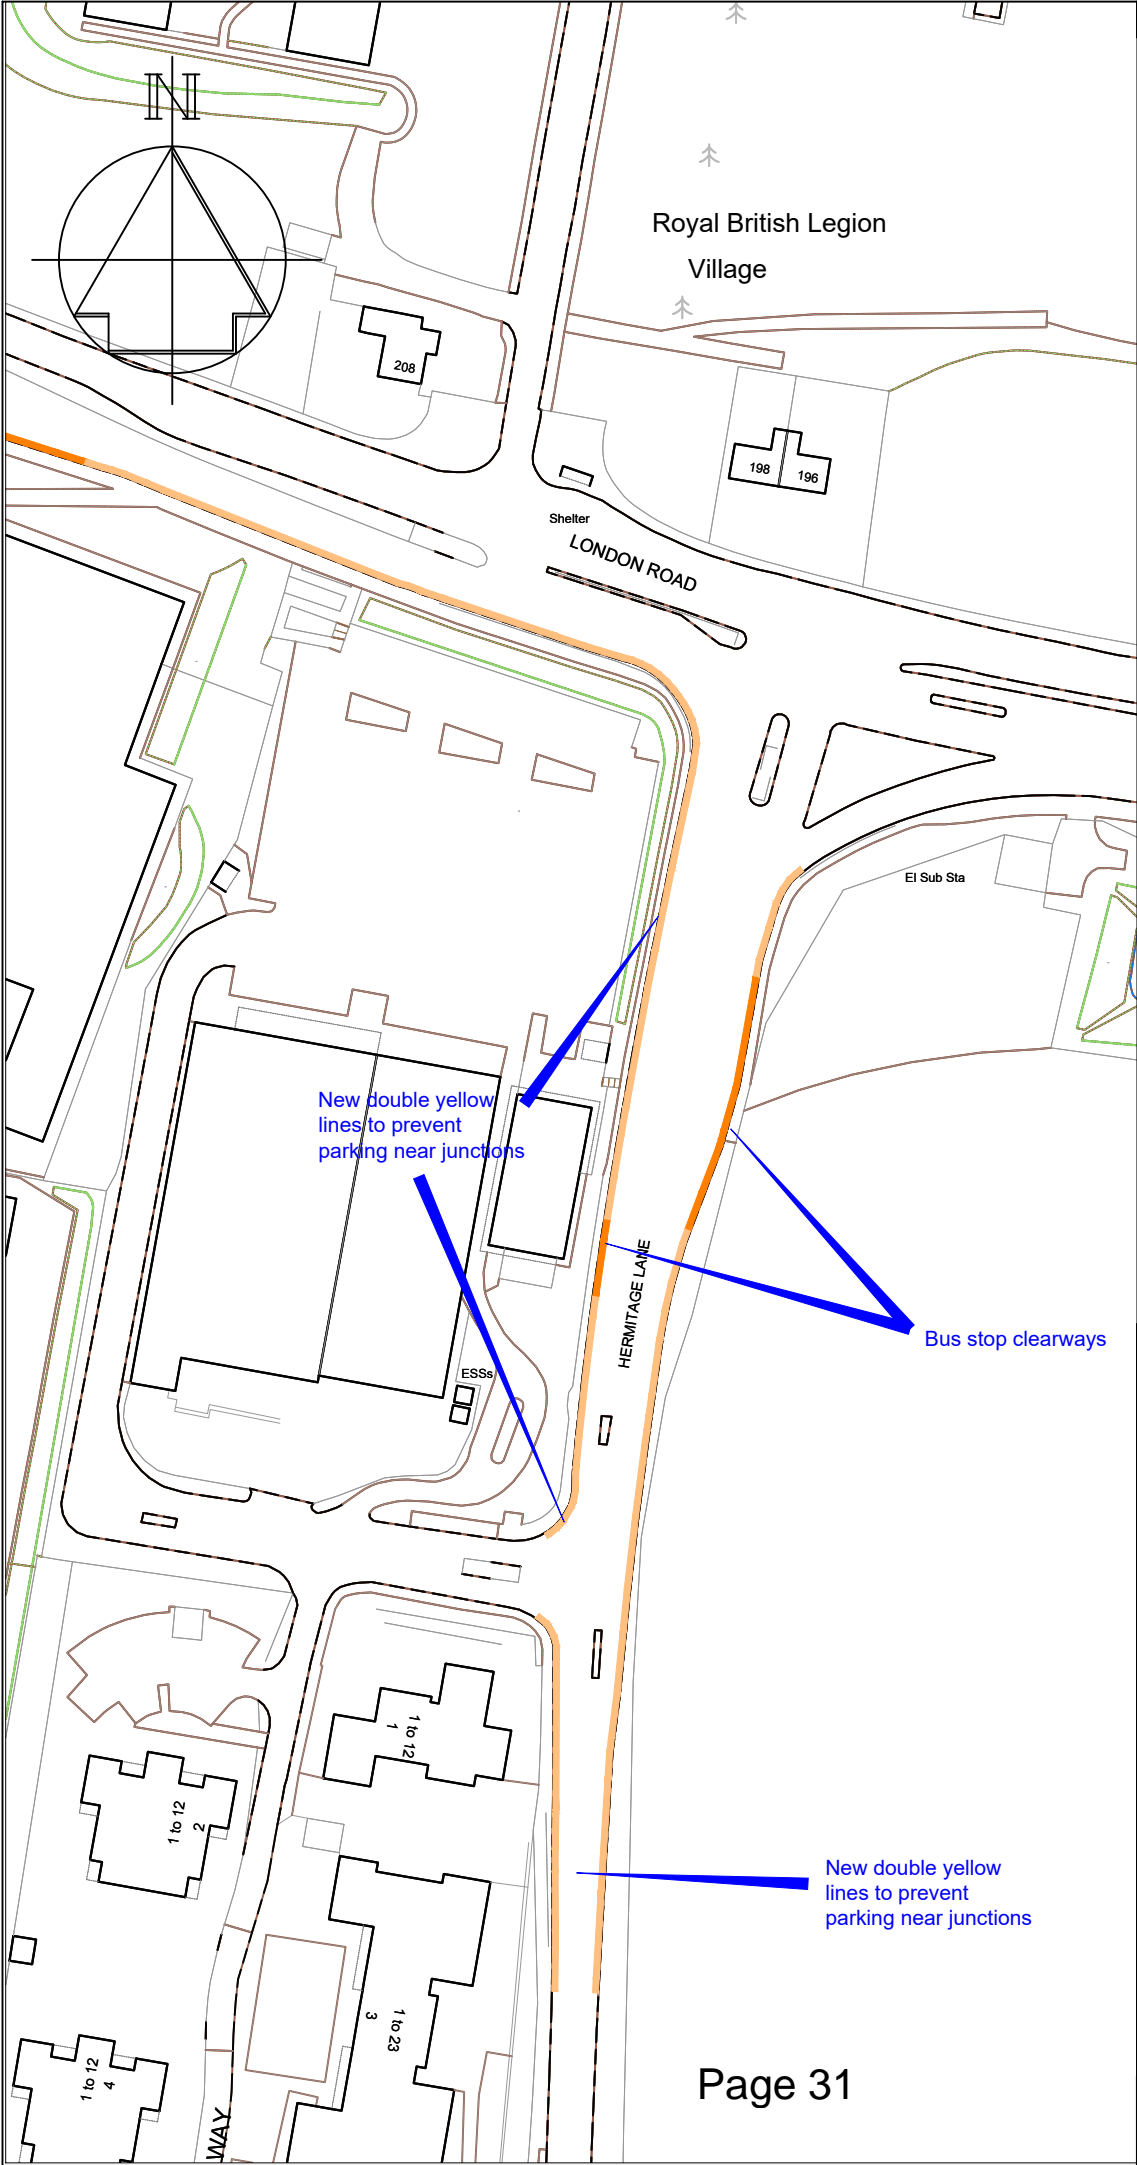 N
Royal British Legion
Village
208
198
196
Shelter
LONDON ROAD
El Sub Sta
New double yellow
lines to prevent
parking near junctions
HERMITAGE LANE
Bus stop clearways
ESSs
1 to 12
1
1 to 12
2
New double yellow
lines to prevent
parking near junctions
1 to 23
3
1 to 12
4
Page 31
WAY